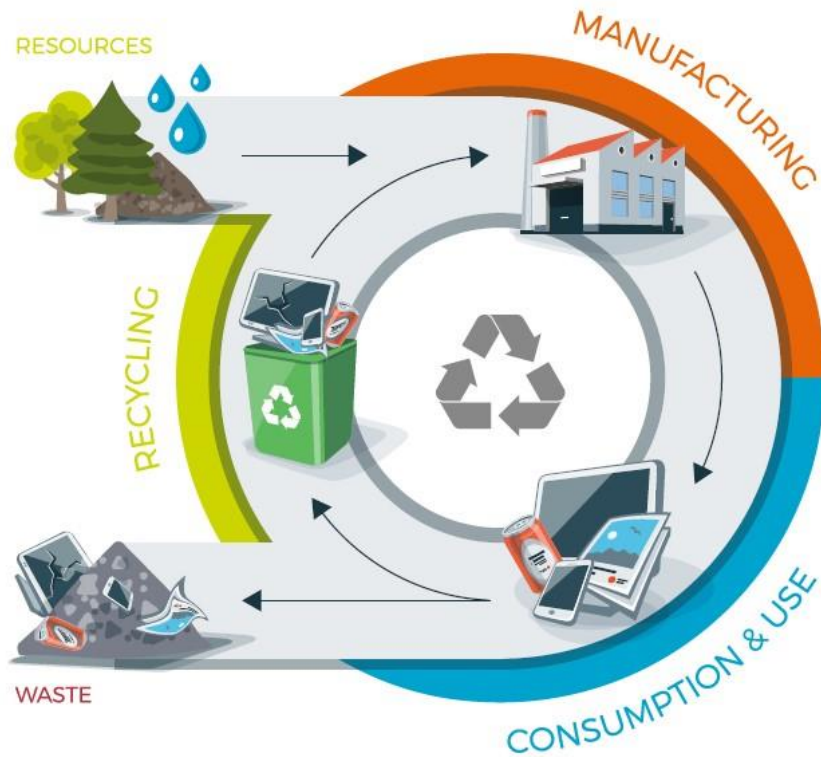 RESOURCES
MANUFACTURING
RECYCLING
CONSUMPTION & USE
WASTE